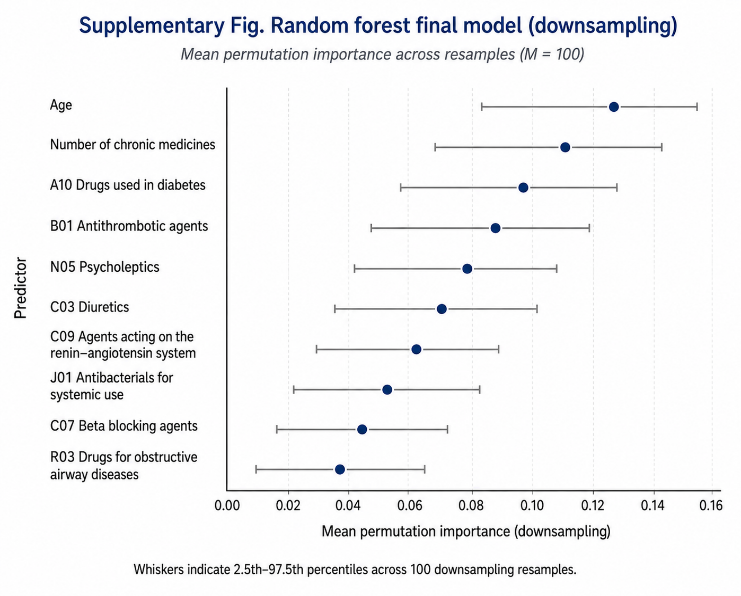 Supplementary Fig. Random forest final model (downsampling)
Mean permutation importance across resamples (M = 100)
Predictor
Age
Number of chronic medicines
A10 Drugs used in diabetes
B01 Antithrombotic agents
N05 Psycholeptics
C03 Diuretics
C09 Agents acting on the
renin–angiotensin system
J01 Antibacterials for
systemic use
C07 Beta blocking agents
R03 Drugs for obstructive
airway diseases
0.00 0.02 0.04 0.06 0.08 0.10 0.12 0.14 0.16
Mean permutation importance (downsampling)
Whiskers indicate 2.5th–97.5th percentiles across 100 downsampling resamples.